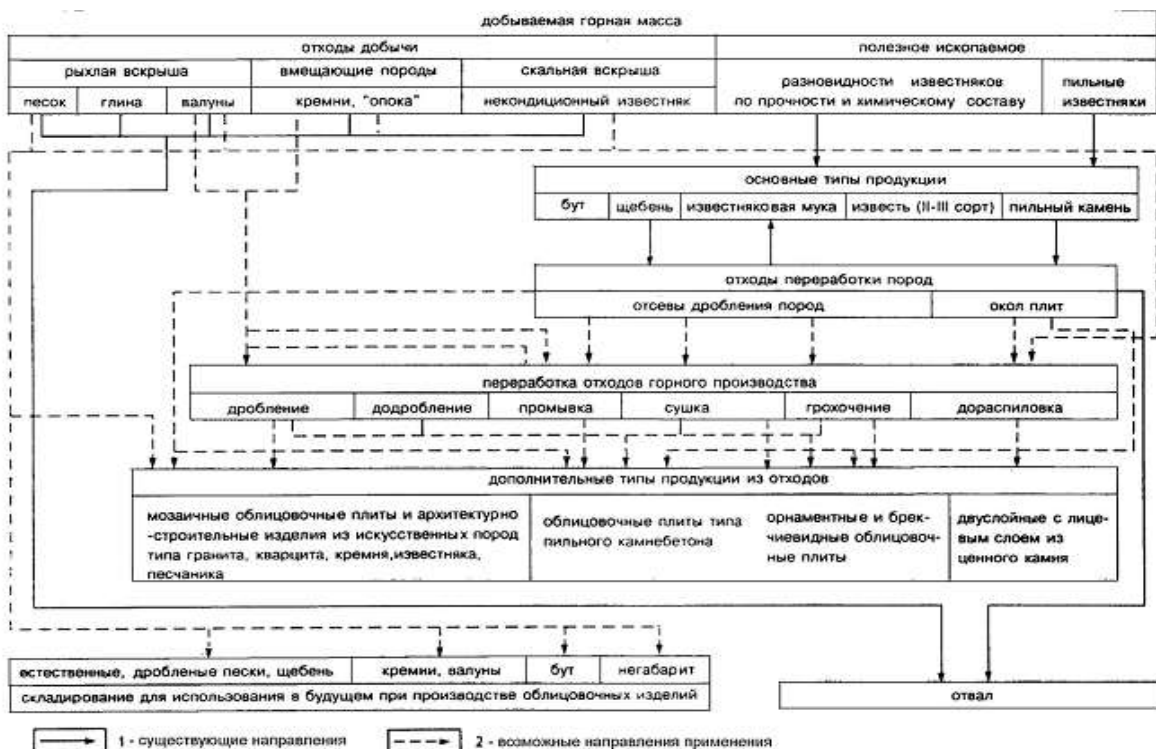 добываемая горная масса
отходы добычи
полезное ископаемое
рыхлая вскрыша
вмещающие породы
скальная вскрыша
разновидности известняков
по прочности и химическому составу
пильные
известняки
песок
глина
валуны
кремни, "опока"
некондиционный известняк
основные типы продукции
бут
щебень
известняковая мука
известь (II-III сорт)
пильный камень
отходы переработки пород
отсевы дробления пород
окол плит
переработка отходов горного производства
дробление
додробление
промывка
сушка
грохочение
дораспиловка
дополнительные типы продукции из отходов
мозаичные облицовочные плиты и архитектурно-
-строительные изделия из искусственных пород
типа гранита, кварцита, кремня,известняка,
песчаника
облицовочные плиты типа
пильного камнебетона
орнаментные и брек-
чиевидные облицовоч-
ные плиты
двуслойные с лице-
вым слоем из
ценного камня
естественные, дробленые пески, щебень
кремни, валуны
бут
негабарит
складирование для использования в будущем при производстве облицовочных изделий
отвал
1 - существующие направления
2 - возможные направления применения